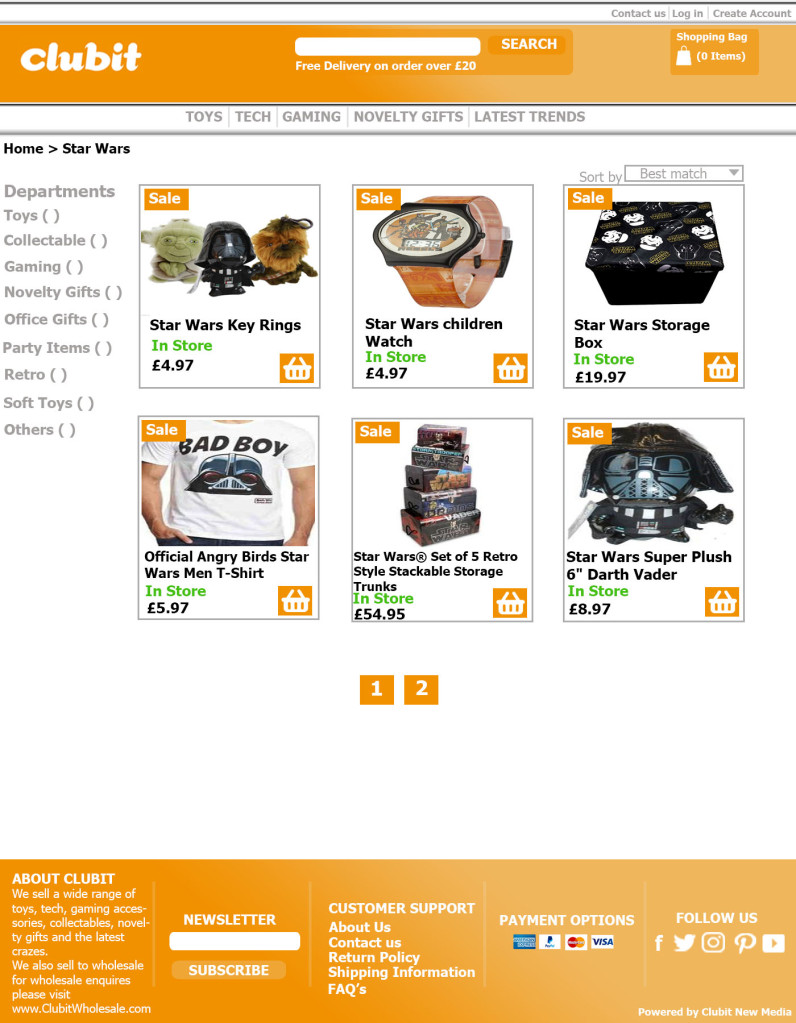 Contact us | Log in | Create Account
clubit
SEARCH
Free Delivery on order over £20
Shopping Bag
(0 Items)
TOYS | TECH | GAMING | NOVELTY GIFTS | LATEST TRENDS
Home > Star Wars
Sort by Best match
Departments
Toys ( )
Collectable ( )
Gaming ( )
Novelty Gifts ( )
Office Gifts ( )
Party Items ( )
Retro ( )
Soft Toys ( )
Others ( )
Sale
Star Wars Key Rings
In Store
£4.97
Sale
Star Wars children
Watch
In Store
£4.97
Sale
Star Wars Storage
Box
In Store
£19.97
Sale
BAD BOY
Official Angry Birds Star
Wars Men T-Shirt
In Store
£5.97
Sale
Star Wars® Set of 5 Retro
Style Stackable Storage
Trunks
In Store
£54.95
Sale
Star Wars Super Plush
6" Darth Vader
In Store
£8.97
1 2
ABOUT CLUBIT
We sell a wide range of
toys, tech, gaming acces-
sories, collectables, novel-
ty gifts and the latest
crazes.
We also sell to wholesale
for wholesale enquires
please visit
www.ClubitWholesale.com
NEWSLETTER
SUBSCRIBE
CUSTOMER SUPPORT
About Us
Contact us
Return Policy
Shipping Information
FAQ's
PAYMENT OPTIONS
PayPal
VISA
FOLLOW US
Powered by Clubit New Media